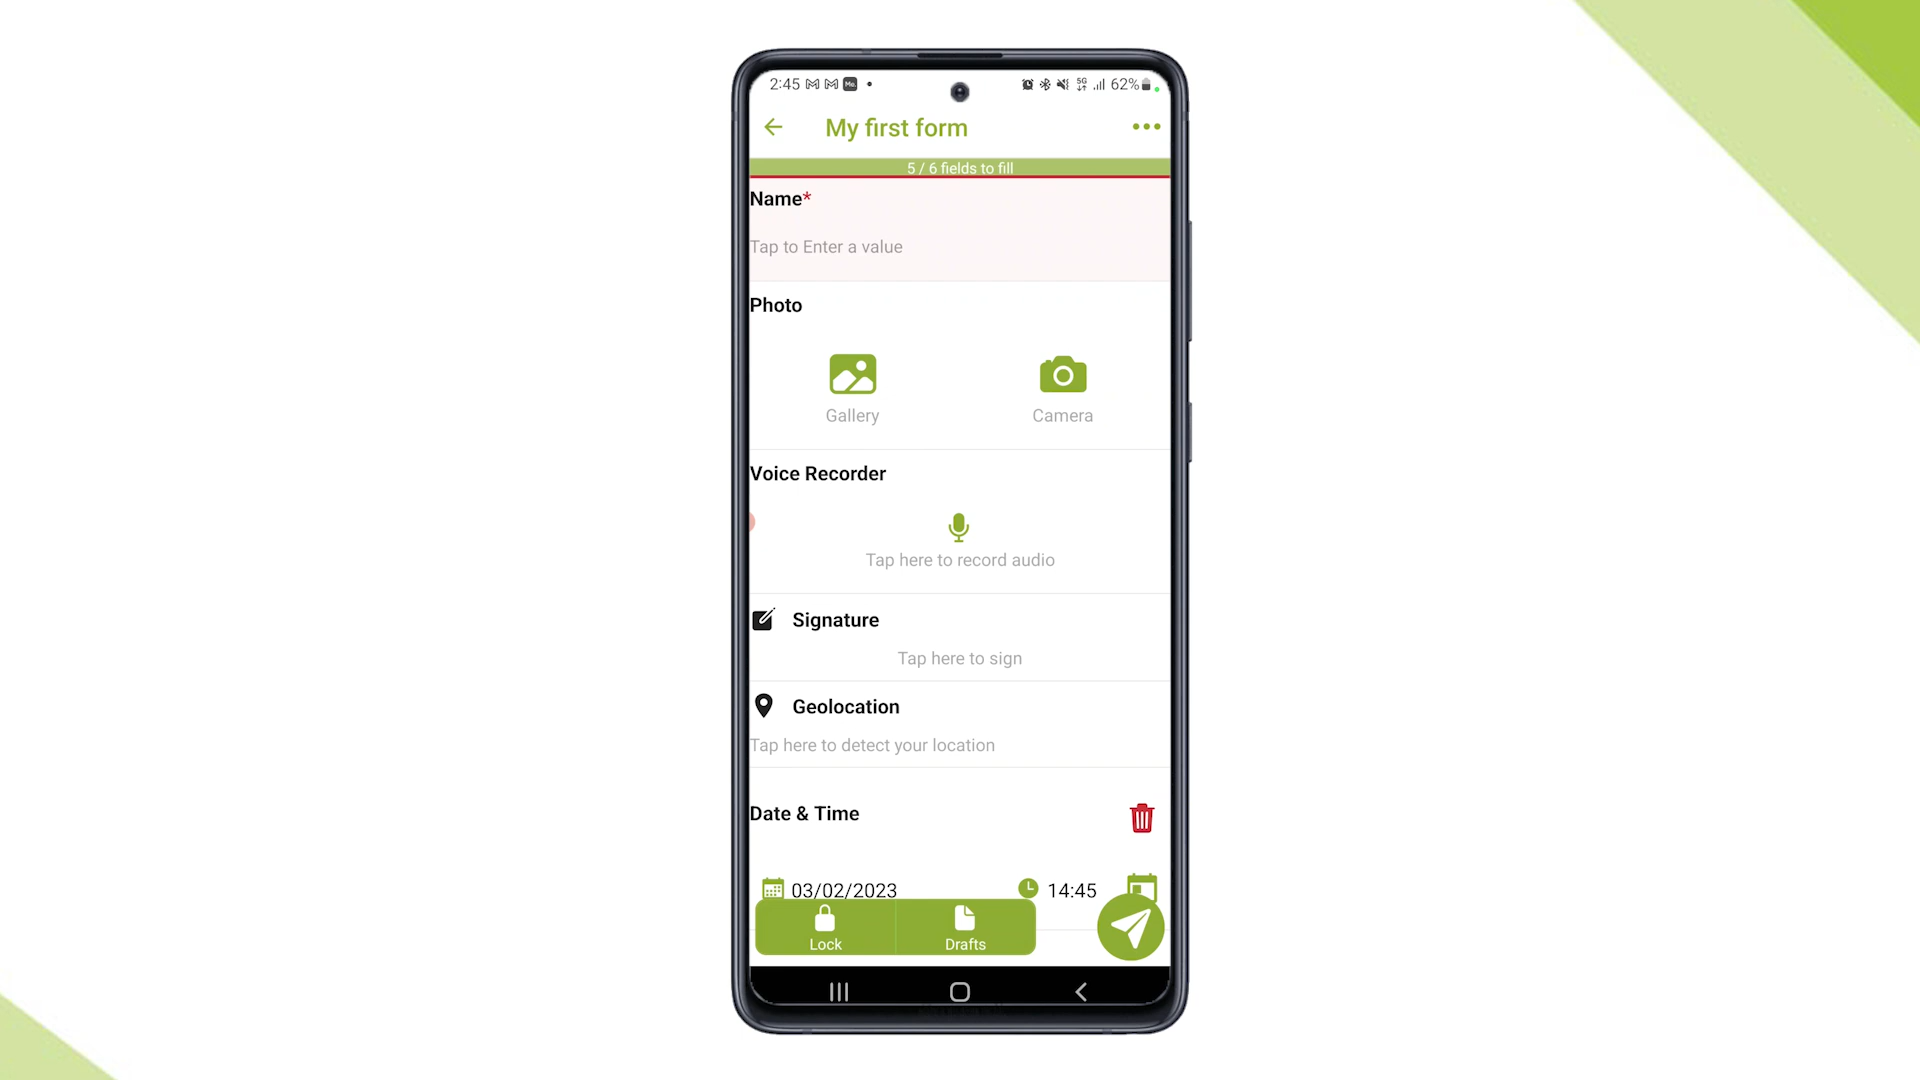 2:45 62%
My first form
5 / 6 fields to fill
Name*
Tap to Enter a value
Photo
Gallery Camera
Voice Recorder
Tap here to record audio
Signature
Tap here to sign
Geolocation
Tap here to detect your location
Date & Time
03/02/2023 14:45
Lock Drafts